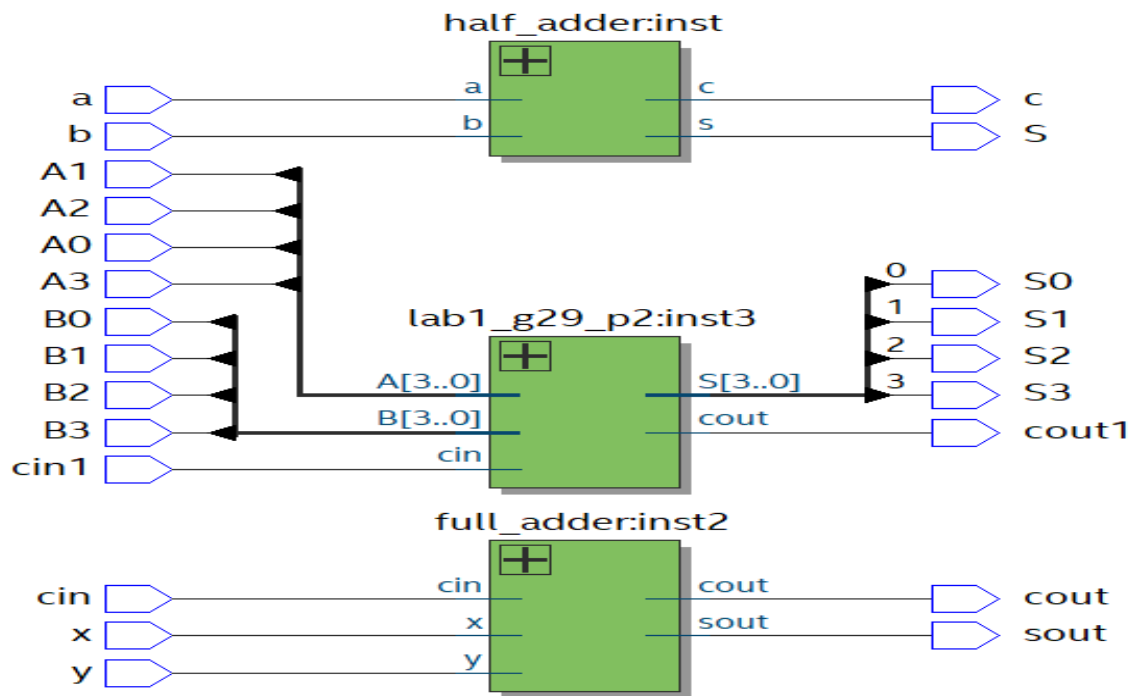 half_adder:inst
a a c c
b b s S
A1
A2
A0 0 S0
A3 1 S1
B0 lab1_g29_p2:inst3 2 S2
B1 A[3..0] S[3..0] 3 S3
B2 B[3..0] cout cout1
B3
cin1 cin
full_adder:inst2
cin cin cout cout
x x sout sout
y y